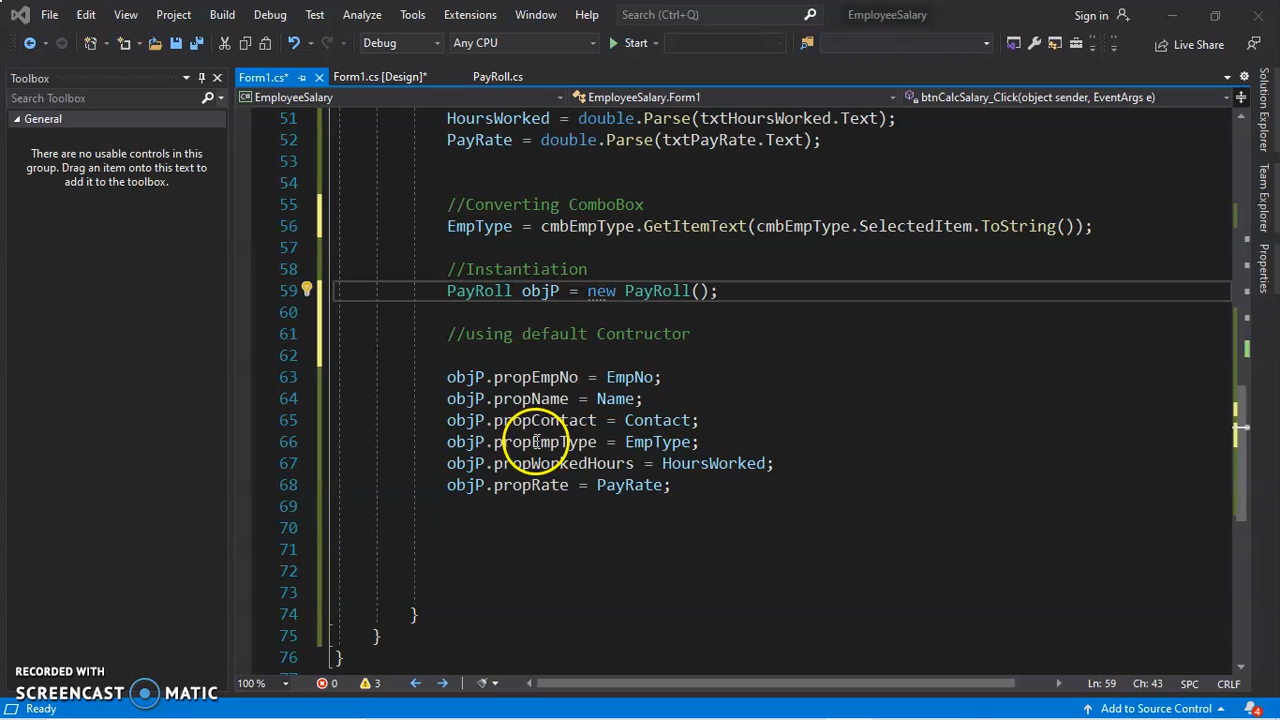 File Edit View Project Build Debug Test Analyze Tools Extensions Window Help Search (Ctrl+Q) EmployeeSalary Sign in
Debug Any CPU Start Live Share
Toolbox
Search Toolbox
General
There are no usable controls in this
group. Drag an item onto this text to
add it to the toolbox.
Form1.cs* Form1.cs [Design]* PayRoll.cs
EmployeeSalary EmployeeSalary.Form1 btnCalcSalary_Click(object sender, EventArgs e)
51 HoursWorked = double.Parse(txtHoursWorked.Text);
52 PayRate = double.Parse(txtPayRate.Text);
53
54
55 //Converting ComboBox
56 EmpType = cmbEmpType.GetItemText(cmbEmpType.SelectedItem.ToString());
57
58 //Instantiation
59 PayRoll objP = new PayRoll();
60
61 //using default Contructor
62
63 objP.propEmpNo = EmpNo;
64 objP.propName = Name;
65 objP.propContact = Contact;
66 objP.propEmpType = EmpType;
67 objP.propWorkedHours = HoursWorked;
68 objP.propRate = PayRate;
69
70
71
72
73
74 }
75 }
76 }
100 % 0 3 Ln: 59 Ch: 43 SPC CRLF
Ready Add to Source Control 4
Solution Explorer
Team Explorer
Properties
RECORDED WITH
SCREENCAST MATIC